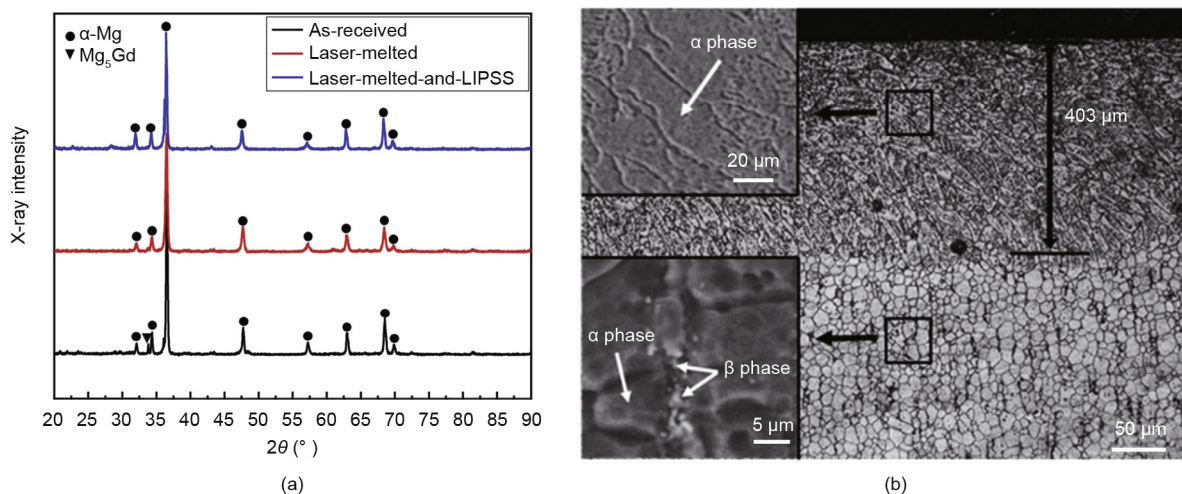 α-Mg
Mg₅Gd
As-received
Laser-melted
Laser-melted-and-LIPSS
X-ray intensity
20 25 30 35 40 45 50 55 60 65 70 75 80 85 90
2θ (°)
(a)
α phase
20 μm
403 μm
α phase
β phase
5 μm
50 μm
(b)